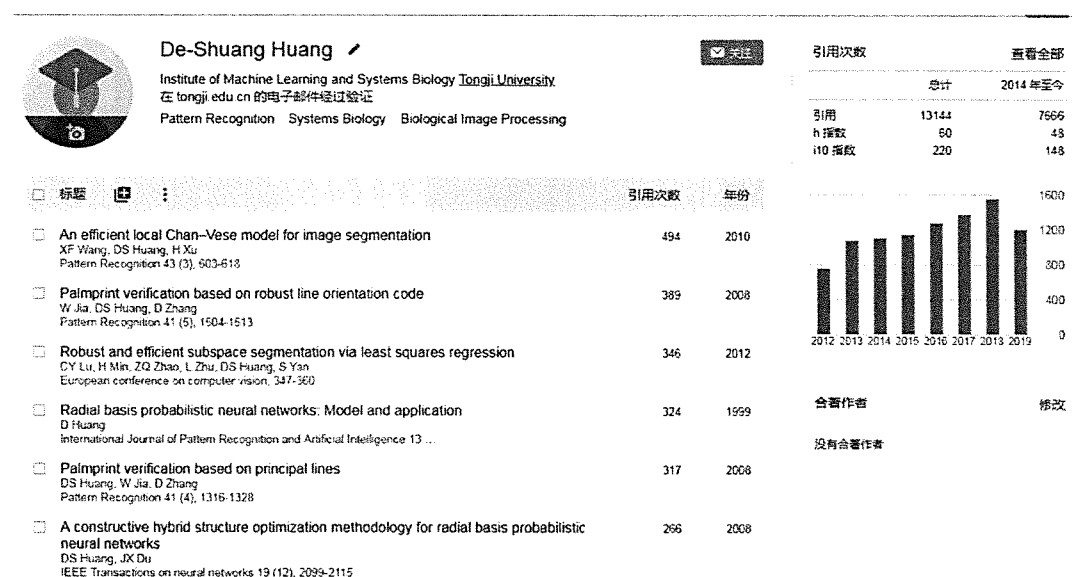 De-Shuang Huang
关注
Institute of Machine Learning and Systems Biology Tongji University
在 tongji.edu.cn 的电子邮件经过验证
Pattern Recognition Systems Biology Biological Image Processing
标题 引用次数 年份
An efficient local Chan–Vese model for image segmentation 494 2010
XF Wang, DS Huang, H Xu
Pattern Recognition 43 (3), 603-618
Palmprint verification based on robust line orientation code 389 2008
W Jia, DS Huang, D Zhang
Pattern Recognition 41 (5), 1504-1513
Robust and efficient subspace segmentation via least squares regression 346 2012
CY Lu, H Min, ZQ Zhao, L Zhu, DS Huang, S Yan
European conference on computer vision, 347-360
Radial basis probabilistic neural networks: Model and application 324 1999
D Huang
International Journal of Pattern Recognition and Artificial Intelligence 13 ...
Palmprint verification based on principal lines 317 2008
DS Huang, W Jia, D Zhang
Pattern Recognition 41 (4), 1316-1328
A constructive hybrid structure optimization methodology for radial basis probabilistic 266 2008
neural networks
DS Huang, JX Du
IEEE Transactions on neural networks 19 (12), 2099-2115
引用次数 查看全部
总计 2014 年至今
引用 13144 7666
h 指数 50 48
i10 指数 220 148
1600
1200
800
400
0
2012 2013 2014 2015 2016 2017 2018 2019
合著作者 修改
没有合著作者